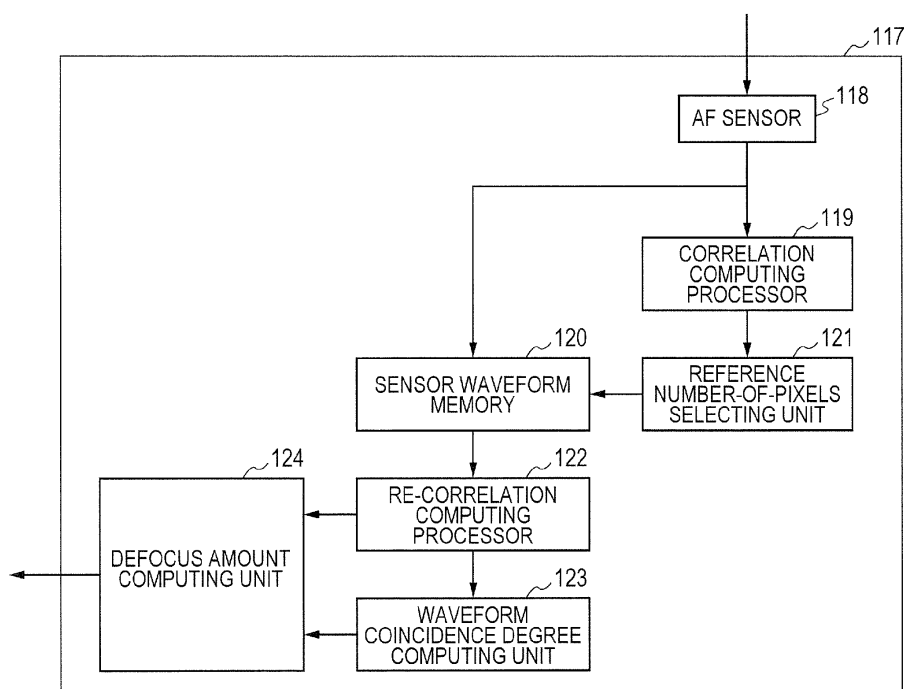 117
AF SENSOR
118
119
CORRELATION
COMPUTING
PROCESSOR
120
SENSOR WAVEFORM
MEMORY
121
REFERENCE
NUMBER-OF-PIXELS
SELECTING UNIT
122
RE-CORRELATION
COMPUTING
PROCESSOR
124
DEFOCUS AMOUNT
COMPUTING UNIT
123
WAVEFORM
COINCIDENCE DEGREE
COMPUTING UNIT